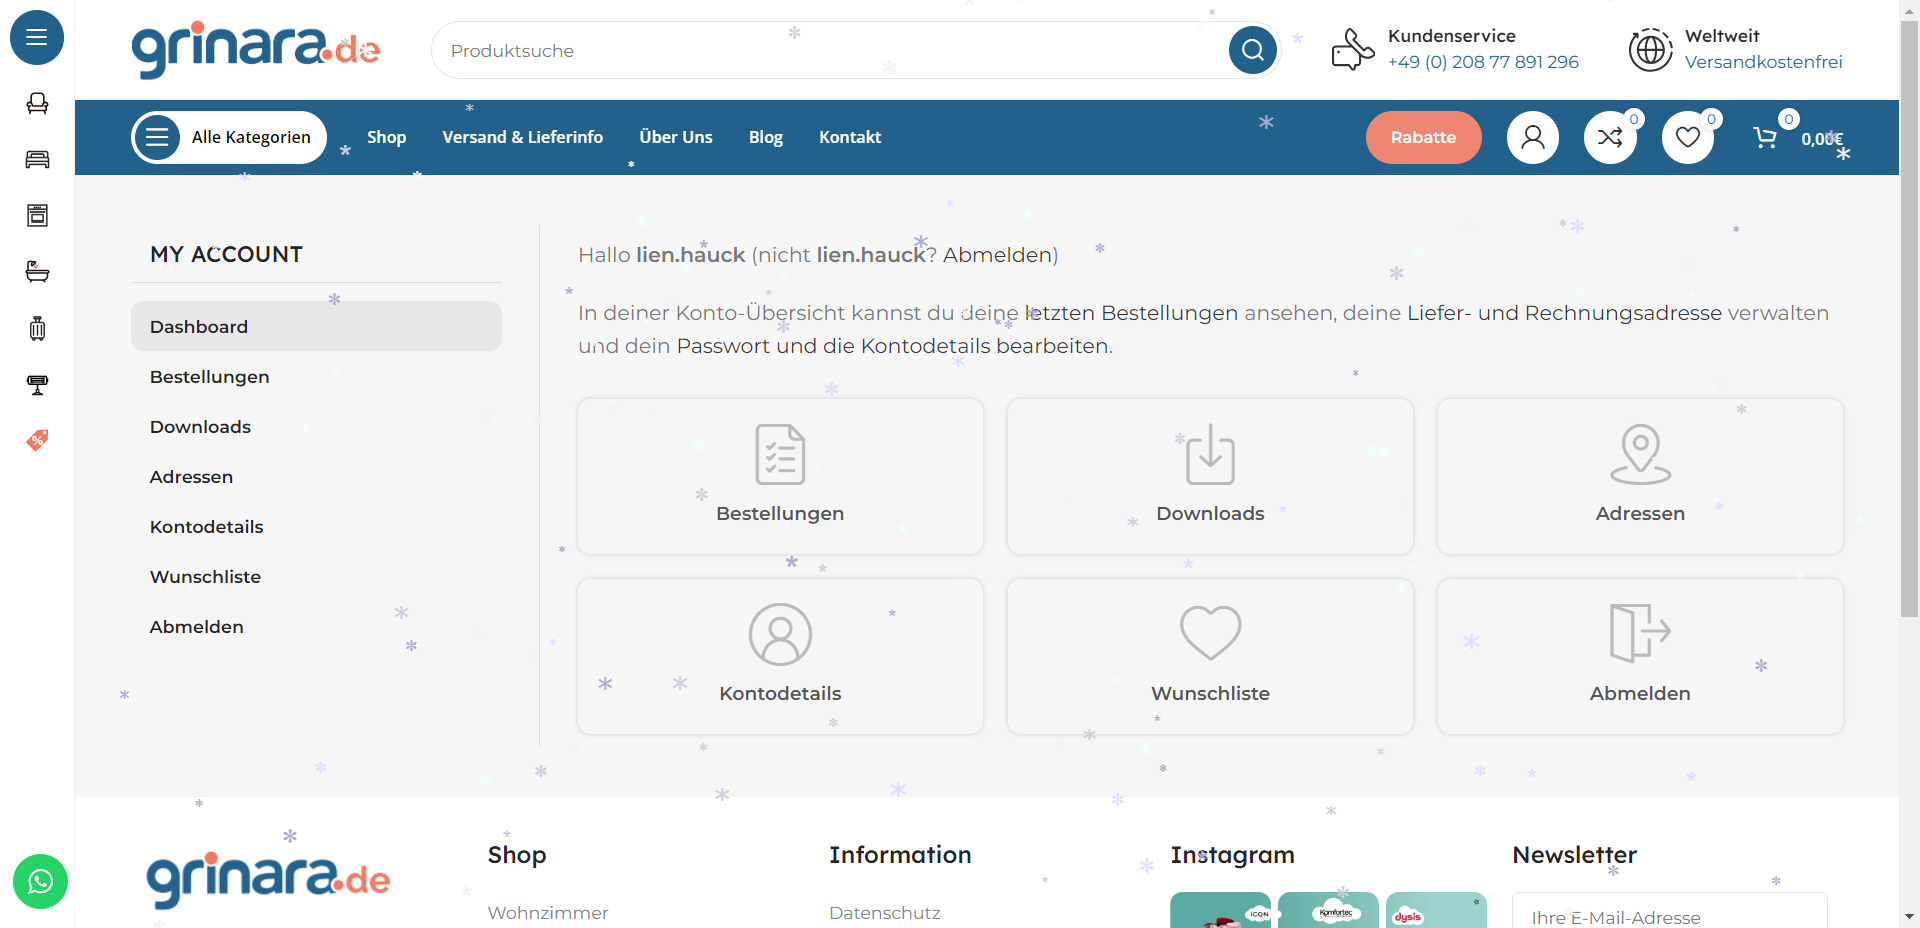 grinara.de
Produktsuche
Kundenservice
+49 (0) 208 77 891 296
Weltweit
Versandkostenfrei
Alle Kategorien
Shop
Versand & Lieferinfo
Über Uns
Blog
Kontakt
Rabatte
0
0
0
0,00€
MY ACCOUNT
Dashboard
Bestellungen
Downloads
Adressen
Kontodetails
Wunschliste
Abmelden
Hallo lien.hauck (nicht lien.hauck? Abmelden)
In deiner Konto-Übersicht kannst du deine letzten Bestellungen ansehen, deine Liefer- und Rechnungsadresse verwalten
und dein Passwort und die Kontodetails bearbeiten.
Bestellungen
Downloads
Adressen
Kontodetails
Wunschliste
Abmelden
grinara.de
Shop
Wohnzimmer
Information
Datenschutz
Instagram
ICON
Komfortec
dysis
Newsletter
Ihre E-Mail-Adresse